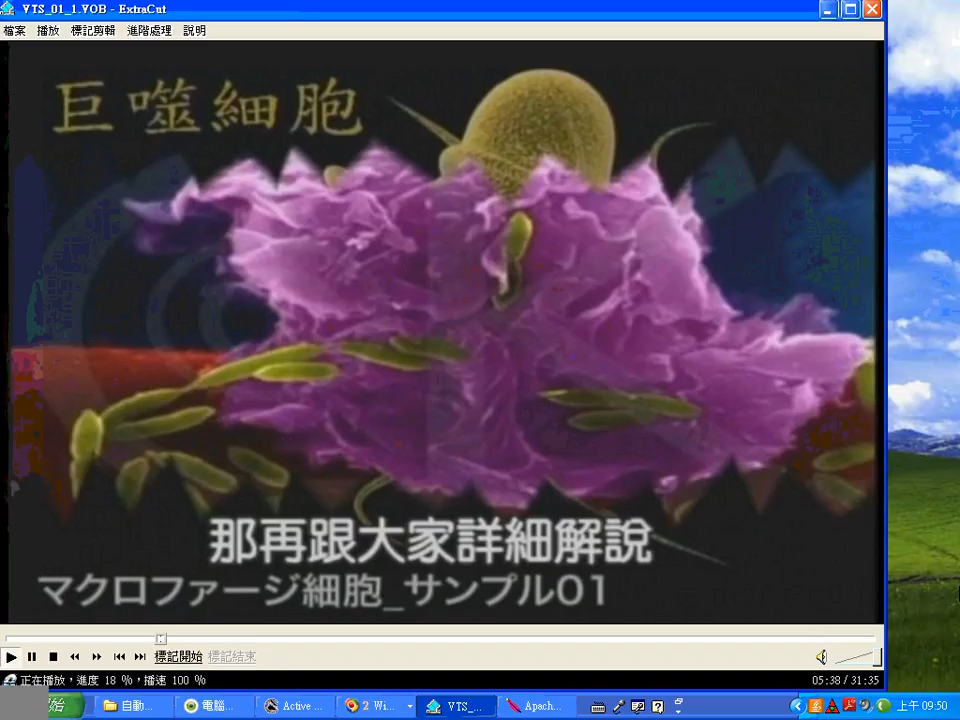 VTS_01_1.VOB - ExtraCut
檔案 播放 標記剪輯 進階處理 說明
巨噬細胞
那再跟大家詳細解說
マクロファージ細胞_サンプル01
標記開始 標記結束
正在播放，進度 18 %，播速 100 %
05:38 / 31:35
始 自動... 電腦... Active ... 2 Wi... VTS_... Apach... 上午 09:50